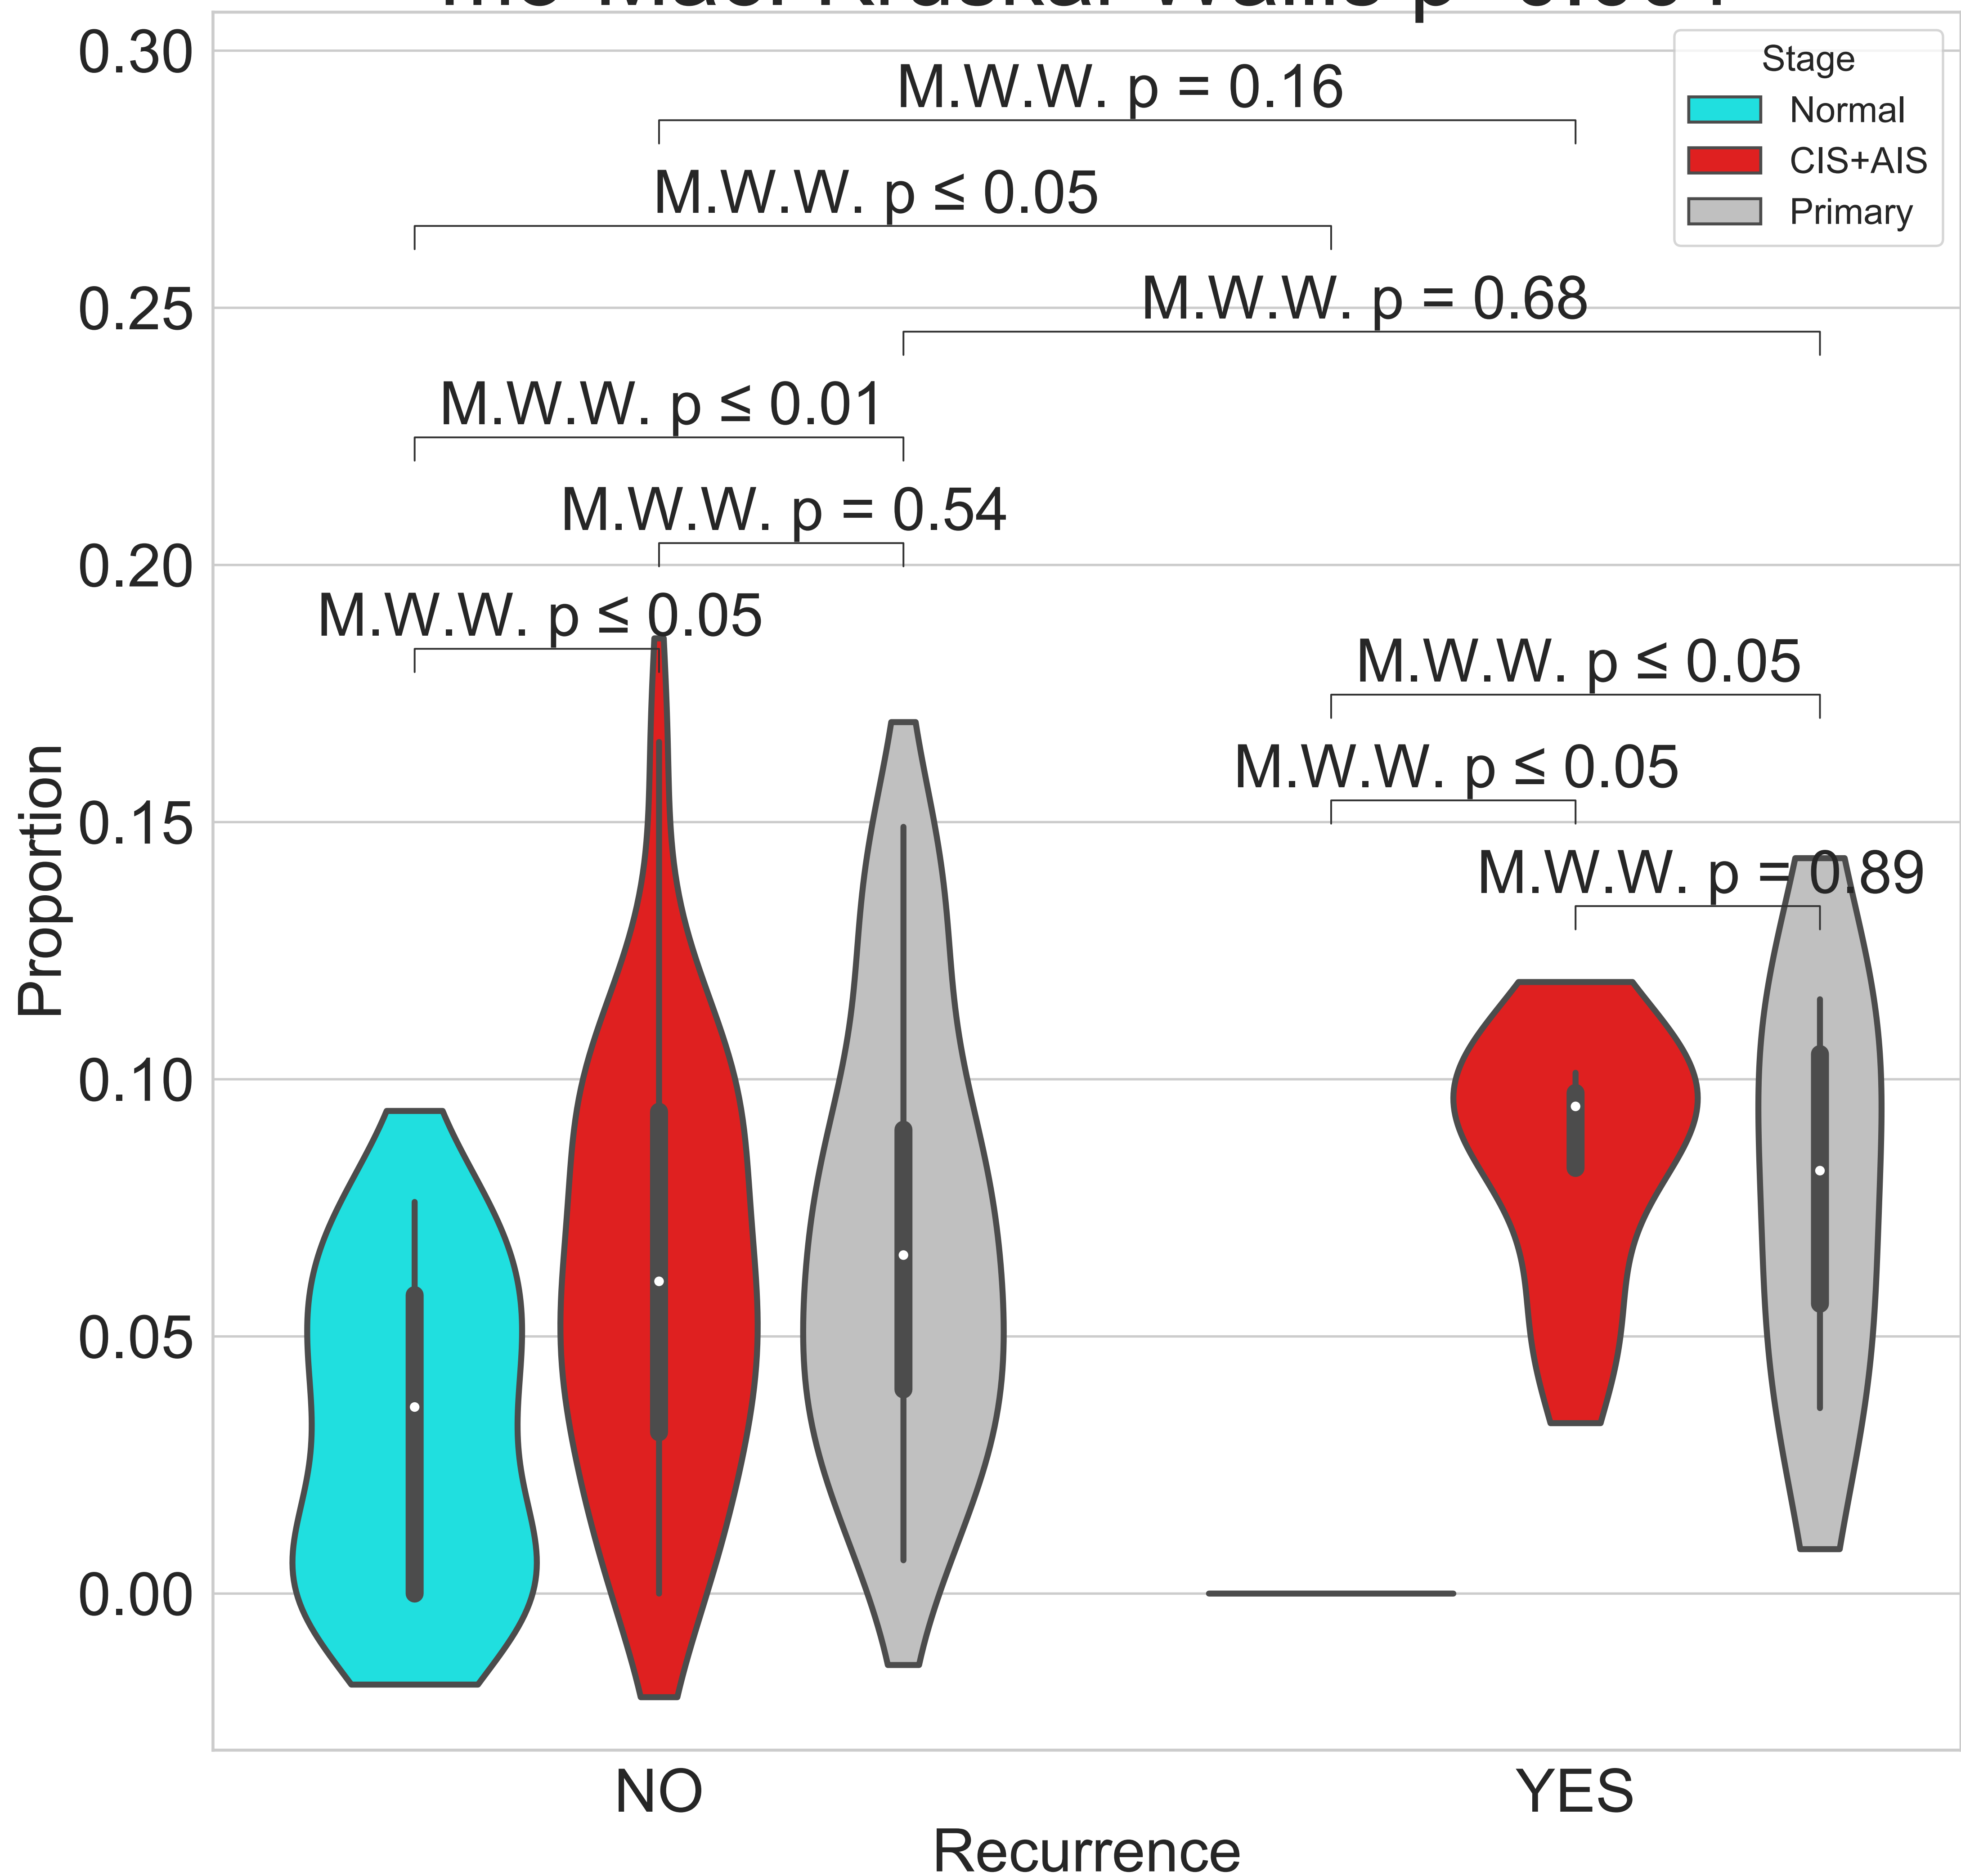 0.30
0.25
0.20
0.15
0.10
0.05
0.00
Proportion
Stage
Normal
CIS+AIS
Primary
M.W.W. p = 0.16
M.W.W. p ≤ 0.05
M.W.W. p = 0.68
M.W.W. p ≤ 0.01
M.W.W. p = 0.54
M.W.W. p ≤ 0.05
M.W.W. p ≤ 0.05
M.W.W. p ≤ 0.05
M.W.W. p = 0.89
NO
YES
Recurrence